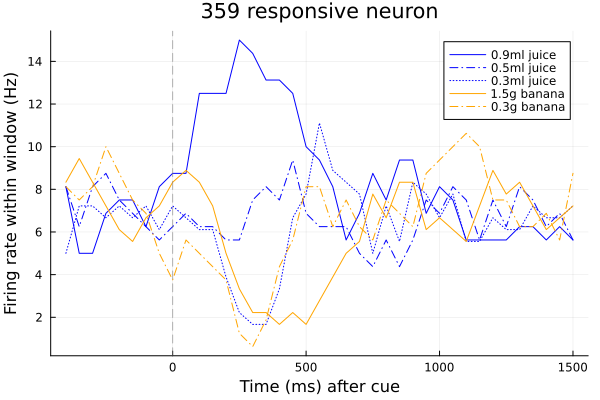 359 responsive neuron
Firing rate within window (Hz)
14
12
10
8
6
4
2
0.9ml juice
0.5ml juice
0.3ml juice
1.5g banana
0.3g banana
0
500
1000
1500
Time (ms) after cue